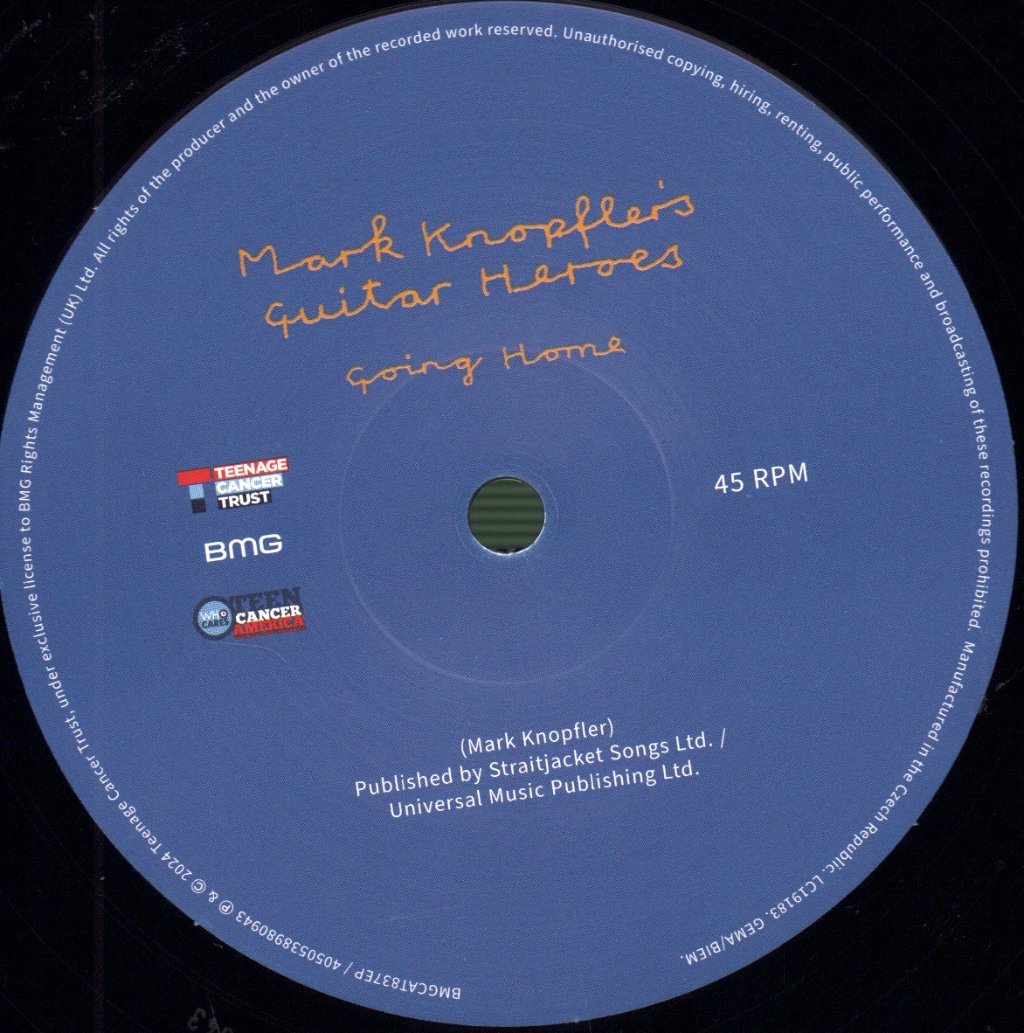 Mark Knopfler's
Guitar Heroes
Going Home
TEENAGE
CANCER
TRUST
45 RPM
BMG
WHO
CARES
TEEN
CANCER
AMERICA
(Mark Knopfler)
Published by Straitjacket Songs Ltd. /
Universal Music Publishing Ltd.
BMGCAT837EP / 4050538980943 ℗ & © 2024 Teenage Cancer Trust, under exclusive license to BMG Rights Management (UK) Ltd. All rights of the producer and the owner of the recorded work reserved. Unauthorised copying, hiring, renting, public performance and broadcasting of these recordings prohibited. Manufactured in the Czech Republic. LC19183. GEMA/BIEM.